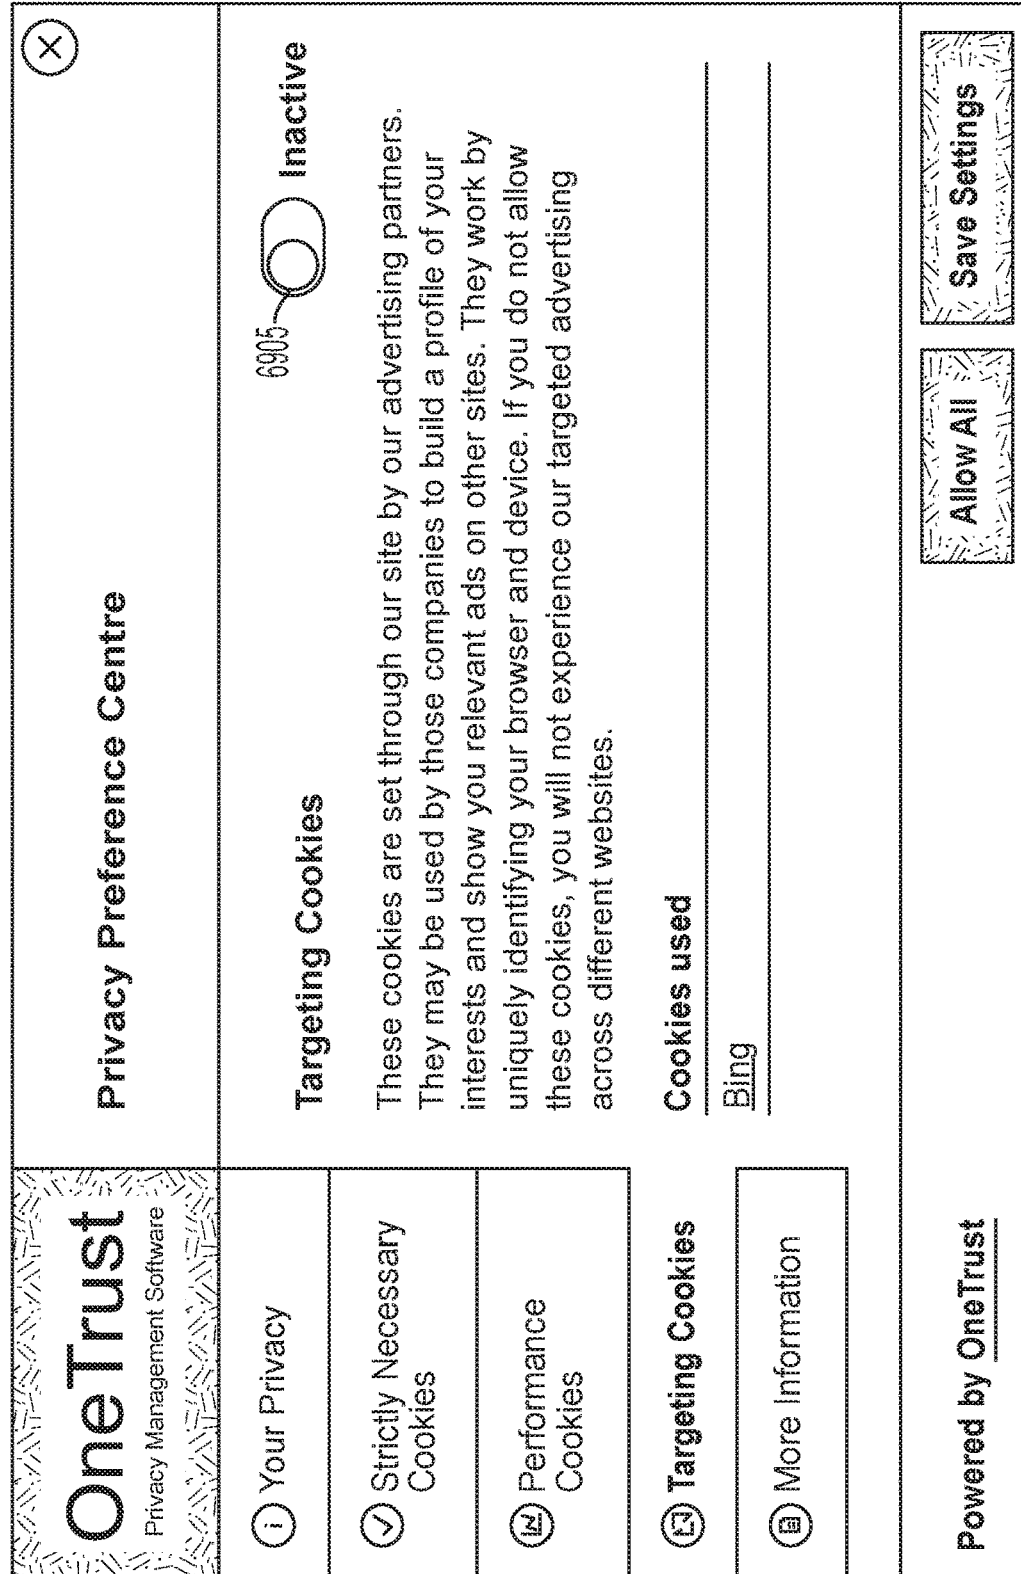 OneTrust
Privacy Management Software
Privacy Preference Centre
Your Privacy
Strictly Necessary
Cookies
Performance
Cookies
Targeting Cookies
More Information
Targeting Cookies
6905
Inactive
These cookies are set through our site by our advertising partners.
They may be used by those companies to build a profile of your
interests and show you relevant ads on other sites. They work by
uniquely identifying your browser and device. If you do not allow
these cookies, you will not experience our targeted advertising
across different websites.
Cookies used
Bing
Powered by OneTrust
Allow All
Save Settings